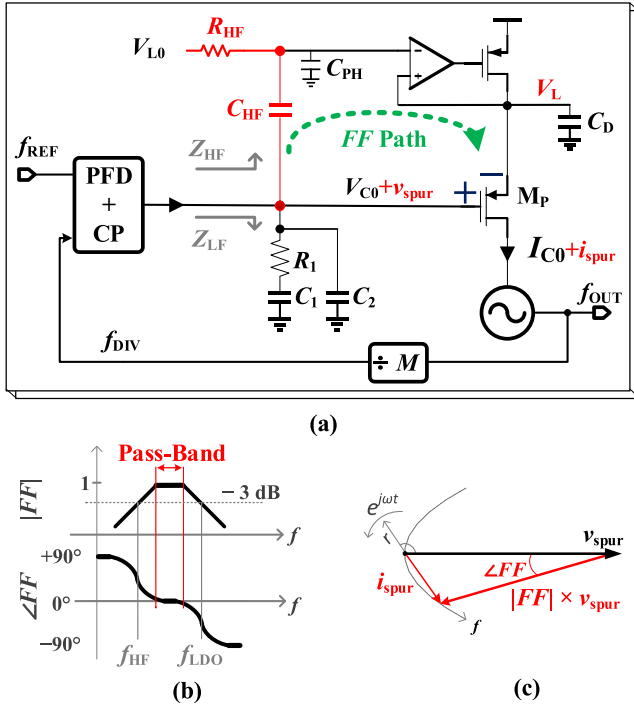 V_L0
R_HF
C_PH
−
+
V_L
C_HF
C_D
FF Path
f_REF
Z_HF
PFD
+
CP
V_C0+v_spur
+
−
M_P
Z_LF
I_C0+i_spur
R_1
C_1
C_2
f_OUT
f_DIV
÷ M
(a)
Pass-Band
|FF|
1
− 3 dB
f
∠FF
+90°
0°
−90°
f
f_HF
f_LDO
(b)
e^jωt
r
v_spur
∠FF
i_spur
|FF| × v_spur
f
(c)